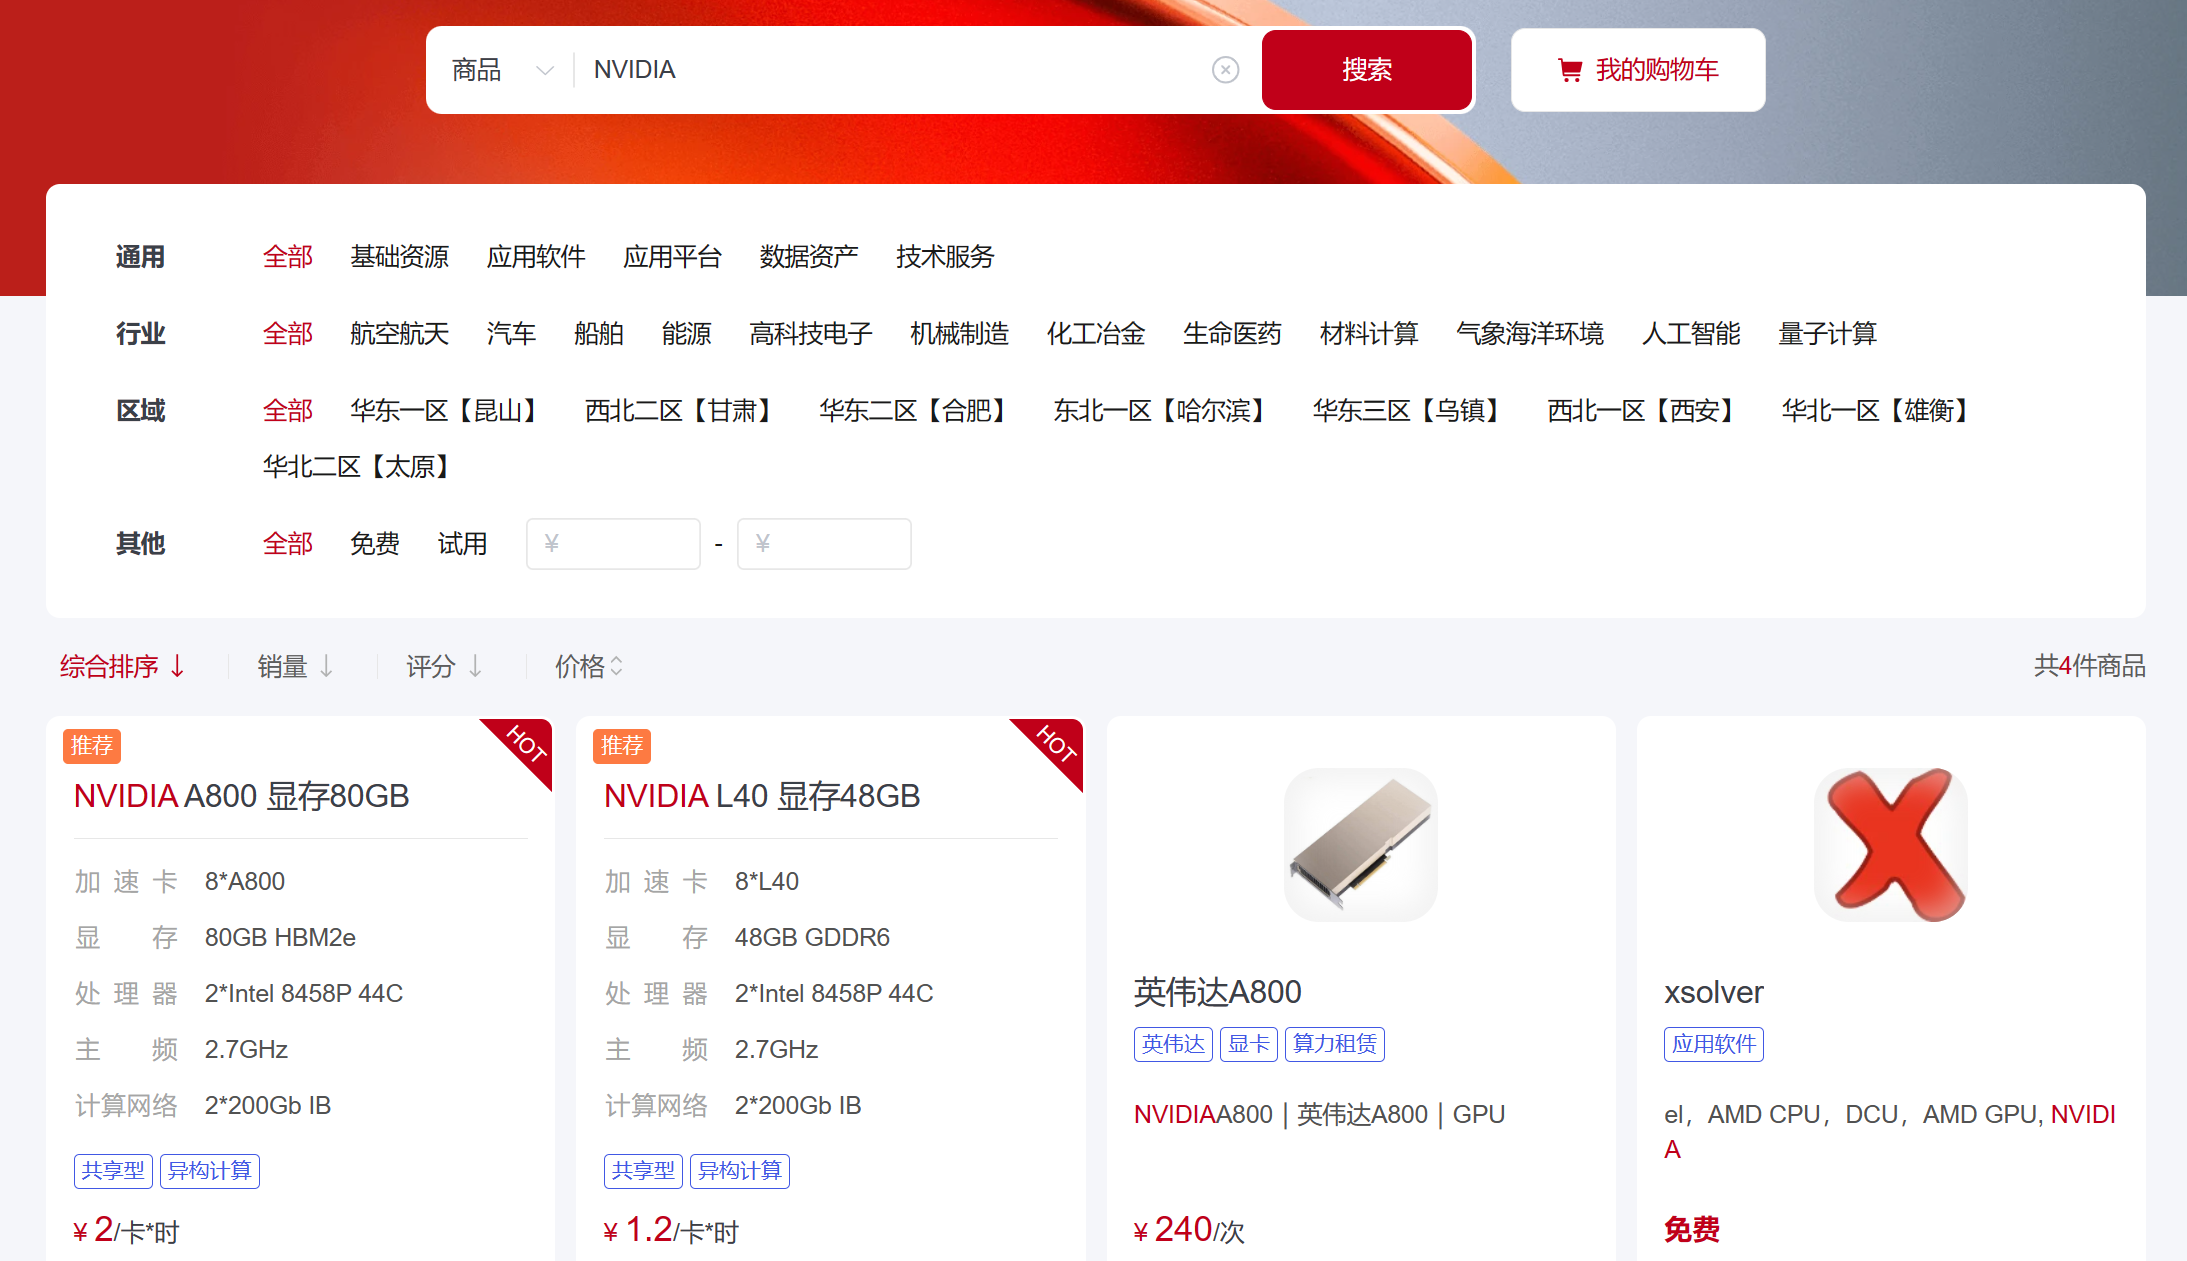 商品 NVIDIA 搜索 我的购物车
通用 全部 基础资源 应用软件 应用平台 数据资产 技术服务
行业 全部 航空航天 汽车 船舶 能源 高科技电子 机械制造 化工冶金 生命医药 材料计算 气象海洋环境 人工智能 量子计算
区域 全部 华东一区【昆山】 西北二区【甘肃】 华东二区【合肥】 东北一区【哈尔滨】 华东三区【乌镇】 西北一区【西安】 华北一区【雄衡】
华北二区【太原】
其他 全部 免费 试用 ¥ - ¥
综合排序 销量 评分 价格 共4件商品
推荐 HOT
NVIDIA A800 显存80GB
加速卡 8*A800
显存 80GB HBM2e
处理器 2*Intel 8458P 44C
主频 2.7GHz
计算网络 2*200Gb IB
共享型 异构计算
¥ 2/卡*时
推荐 HOT
NVIDIA L40 显存48GB
加速卡 8*L40
显存 48GB GDDR6
处理器 2*Intel 8458P 44C
主频 2.7GHz
计算网络 2*200Gb IB
共享型 异构计算
¥ 1.2/卡*时
英伟达A800
英伟达 显卡 算力租赁
NVIDIAA800 | 英伟达A800 | GPU
¥ 240/次
xsolver
应用软件
el，AMD CPU，DCU，AMD GPU, NVIDI
A
免费